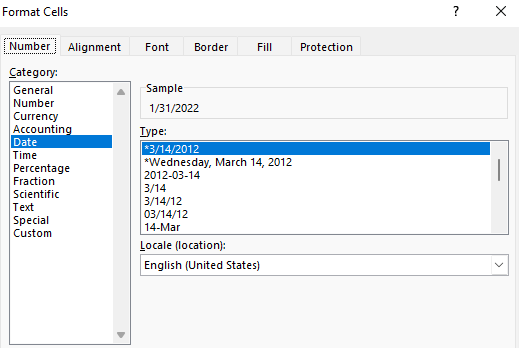 Format Cells ? ×
Number Alignment Font Border Fill Protection
Category:
General
Number
Currency
Accounting
Date
Time
Percentage
Fraction
Scientific
Text
Special
Custom
Sample
1/31/2022
Type:
*3/14/2012
*Wednesday, March 14, 2012
2012-03-14
3/14
3/14/12
03/14/12
14-Mar
Locale (location):
English (United States)